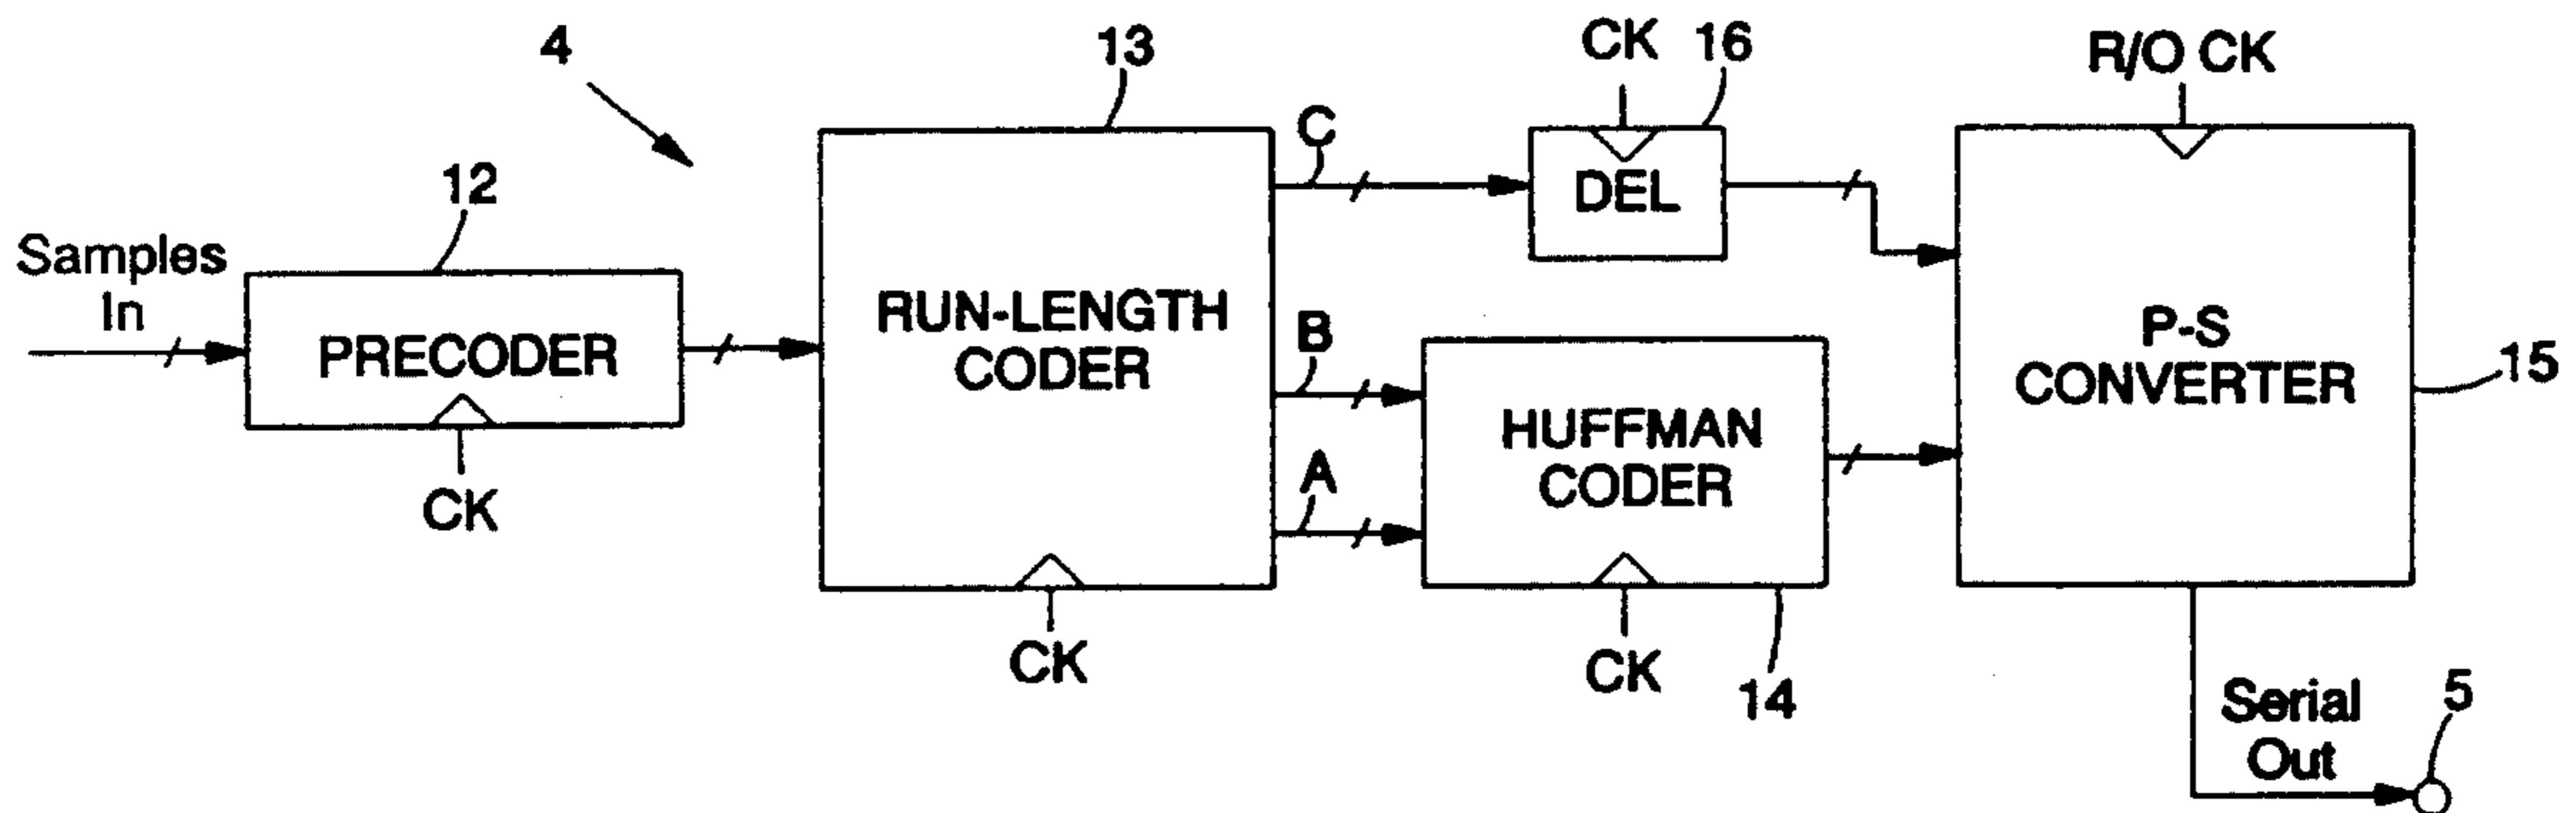 4
Samples
In
12
PRECODER
CK
13
RUN-LENGTH
CODER
CK
C
B
A
CK
16
DEL
HUFFMAN
CODER
CK
14
R/O CK
P-S
CONVERTER
15
Serial
Out
5